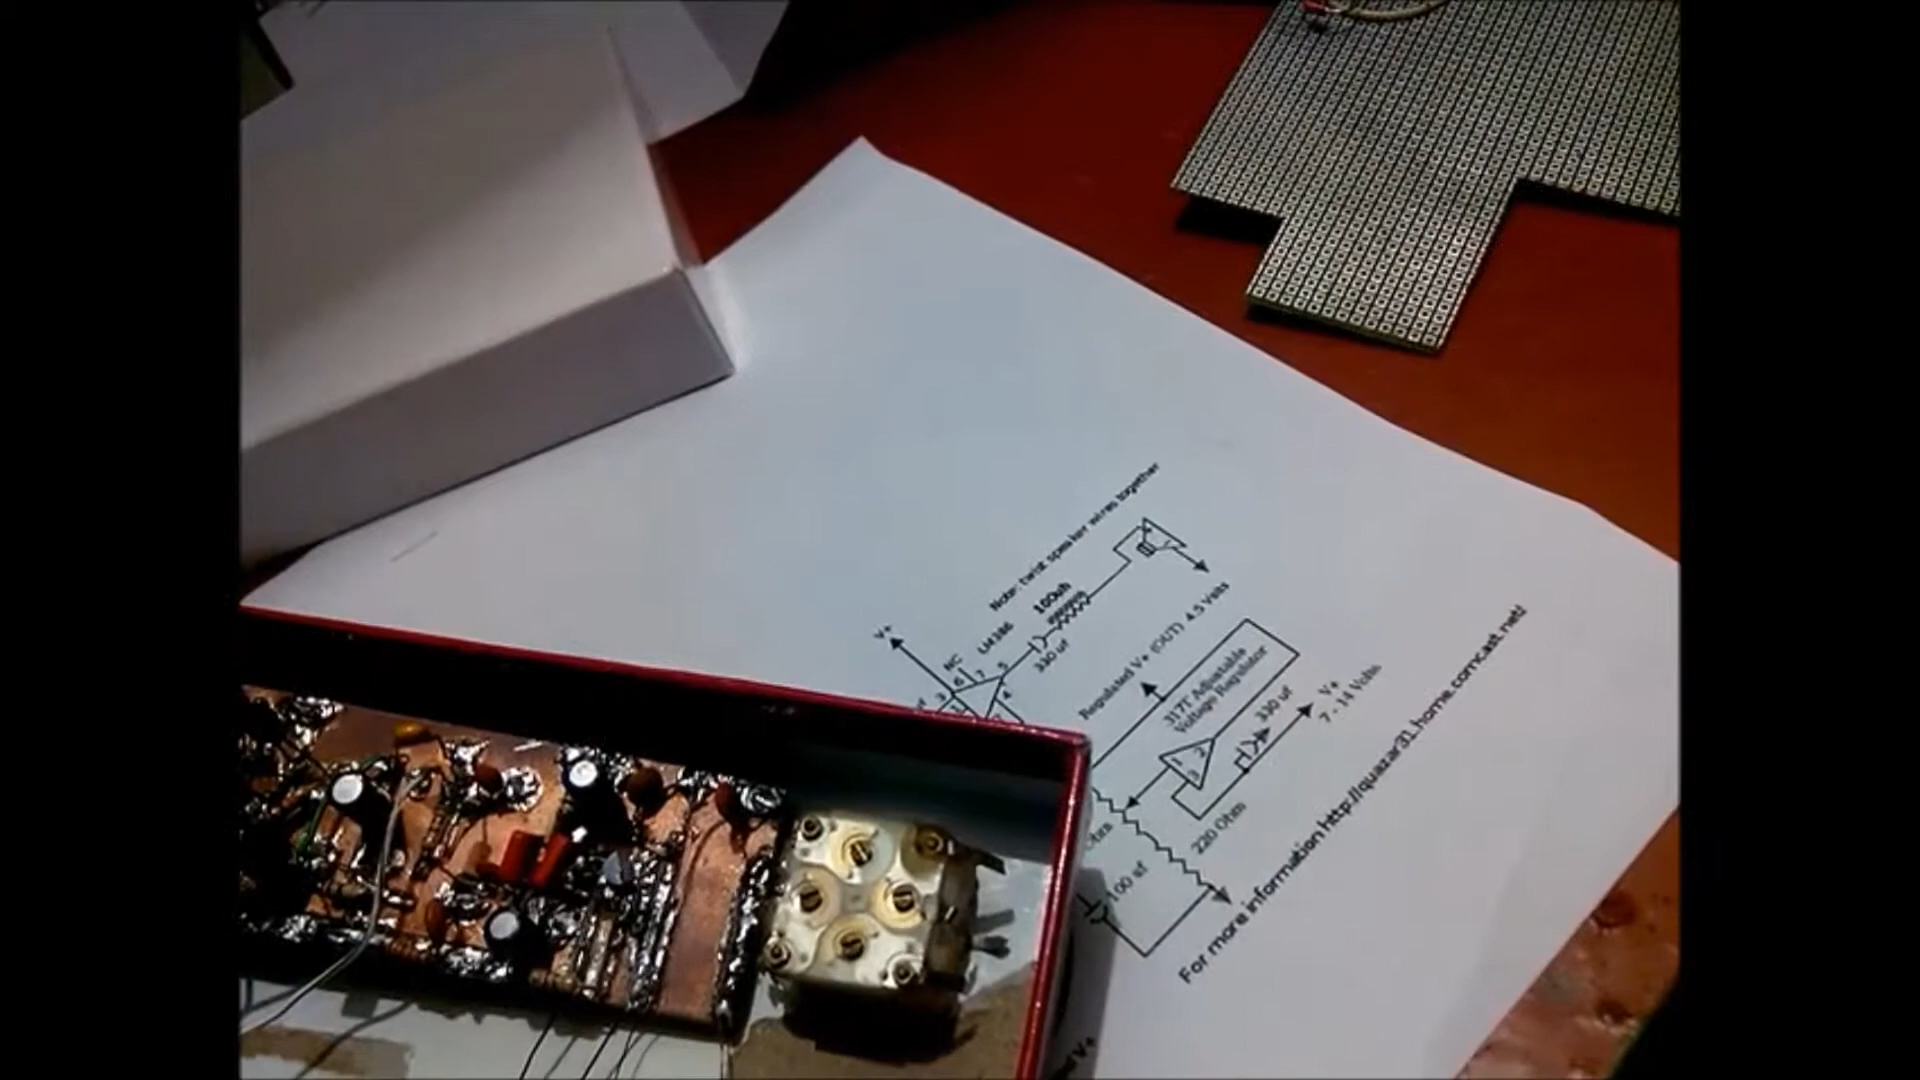 Note: twist speaker wires together
100uh
LM386
330 uf
V+
NC
6
7
5
3
4
Regulated V+ (OUT) 4.5 Volts
317T Adjustable
Voltage Regulator
330 uf
V+
7 - 14 Volts
2
1
3
220 Ohm
100 uf
For more information http://quazar31.home.comcast.net/
V+